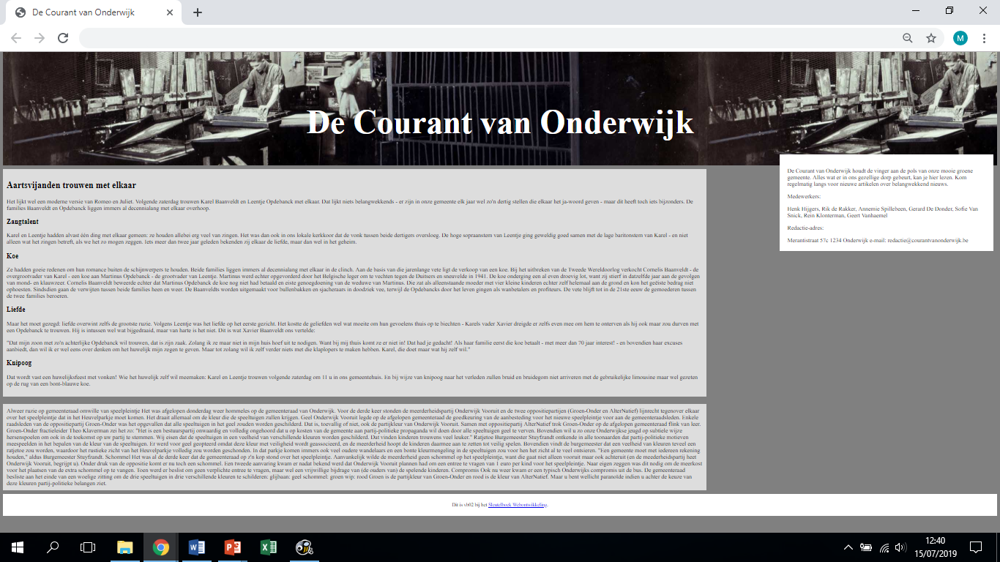 De Courant van Onderwijk
M
De Courant van Onderwijk
De Courant van Onderwijk houdt de vinger aan de pols van onze mooie groene
gemeente. Alles wat er in ons gezellige dorp gebeurt, kan je hier lezen. Kom
regelmatig langs voor nieuwe artikelen over belangwekkend nieuws.
Medewerkers:
Henk Hijgers, Rik de Rakker, Annemie Spillebeen, Gerard De Donder, Sofie Van
Snick, Rein Klonterman, Geert Vanhaemel
Redactie-adres:
Merantistraat 57c 1234 Onderwijk e-mail: redactie@courantvanonderwijk.be
Aartsvijanden trouwen met elkaar
Het lijkt wel een moderne versie van Romeo en Juliet. Volgende zaterdag trouwen Karel Baanveldt en Leentje Opdebanck met elkaar. Dat lijkt niets belangwekkends - er zijn in onze gemeente elk jaar wel zo'n dertig stellen die elkaar het ja-woord geven - maar dit heeft toch iets bijzonders. De
families Baanveldt en Opdebanck liggen immers al decennialang met elkaar overhoop.
Zangtalent
Karel en Leentje hadden alvast één ding met elkaar gemeen: ze houden allebei erg veel van zingen. Het was dan ook in ons lokale kerkkoor dat de vonk tussen beide dertigers oversloeg. De hoge sopraanstem van Leentje ging geweldig goed samen met de lage baritonstem van Karel - en niet
alleen wat het zingen betreft, als we het zo mogen zeggen. Iets meer dan twee jaar geleden bekenden zij elkaar de liefde, maar dan wel in het geheim.
Koe
Ze hadden goeie redenen om hun romance buiten de schijnwerpers te houden. Beide families liggen immers al decennialang met elkaar in de clinch. Aan de basis van die jarenlange vete ligt de verkoop van een koe. Bij het uitbreken van de Tweede Wereldoorlog verkocht Cornelis Baanveldt - de
overgrootvader van Karel - een koe aan Martinus Opdebanck - de grootvader van Leentje. Martinus werd echter opgevorderd door het Belgische leger om te vechten tegen de Duitsers en sneuvelde in 1941. De koe onderging een al even droevig lot, want zij stierf in datzelfde jaar aan de gevolgen
van mond- en klauwzeer. Cornelis Baanveldt beweerde echter dat Martinus Opdebanck de koe nog niet had betaald en eiste genoegdoening van de weduwe van Martinus. Die zat als alleenstaande moeder met vier kleine kinderen echter zelf helemaal aan de grond en kon het geëiste bedrag niet
ophoesten. Sindsdien gaan de verwijten tussen beide families heen en weer. De Baanveldts worden uitgemaakt voor bullenbakken en sjacheraars in doodziek vee, terwijl de Opdebancks door het leven gingen als wanbetalers en profiteurs. De vete blijft tot in de 21ste eeuw de gemoederen tussen
de twee families beroeren.
Liefde
Maar het moet gezegd: liefde overwint zelfs de grootste ruzie. Volgens Leentje was het liefde op het eerste gezicht. Het kostte de geliefden wel wat moeite om hun gevoelens thuis op te biechten - Karels vader Xavier dreigde er zelfs even mee om hem te onterven als hij ook maar zou durven met
een Opdebanck te trouwen. Hij is intussen wel wat bijgedraaid, maar van harte is het niet. Dit is wat Xavier Baanveldt ons vertelde:
"Dat mijn zoon met zo'n achterlijke Opdebanck wil trouwen, dat is zijn zaak. Zolang ik ze maar niet in mijn huis hoef uit te nodigen. Want bij mij thuis komt ze er niet in! Dat had je gedacht! Als haar familie eerst die koe betaalt - met meer dan 70 jaar interest! - en bovendien haar excuses
aanbiedt, dan wil ik er wel eens over denken om het huwelijk mijn zegen te geven. Maar tot zolang wil ik zelf verder niets met die klaplopers te maken hebben. Karel, die doet maar wat hij zelf wil."
Knipoog
Dat wordt vast een huwelijksfeest met vonken! Wie het huwelijk zelf wil meemaken: Karel en Leentje trouwen volgende zaterdag om 11 u in ons gemeentehuis. En bij wijze van knipoog naar het verleden zullen bruid en bruidegom niet arriveren met de gebruikelijke limousine maar wel gezeten
op de rug van een bont-blauwe koe.
Alweer ruzie op gemeenteraad omwille van speelpleintje Het was afgelopen donderdag weer hommeles op de gemeenteraad van Onderwijk. Voor de derde keer stonden de meerderheidspartij Onderwijk Vooruit en de twee oppositiepartijen (Groen-Onder en AlterNatief) lijnrecht tegenover elkaar
over het speelpleintje dat in het Heuvelparkje moet komen. Het draait allemaal om de kleur die de speeltuigen zullen krijgen. Geel Onderwijk Vooruit legde op de afgelopen gemeenteraad de goedkeuring van de aanbesteding voor het nieuwe speelpleintje voor aan de gemeenteraadsleden. Enkele
raadsleden van de oppositiepartij Groen-Onder was het opgevallen dat alle speeltuigen in het geel zouden worden geschilderd. Dat is, toevallig of niet, ook de partijkleur van Onderwijk Vooruit. Samen met oppositiepartij AlterNatief trok Groen-Onder op de afgelopen gemeenteraad flink van leer.
Groen-Onder fractieleider Theo Klaverman zei het zo: "Het is een bestuurspartij onwaardig en volledig ongehoord dat u op kosten van de gemeente aan partij-politieke propaganda wil doen door alle speeltuigen geel te verven. Bovendien wil u zo onze Onderwijkse jeugd op subtiele wijze
hersenspoelen om ook in de toekomst op uw partij te stemmen. Wij eisen dat de speeltuigen in een veelheid van verschillende kleuren worden geschilderd. Dat vinden kinderen trouwens veel leuker." Ratjetoe Burgemeester Stuyfrandt ontkende in alle toonaarden dat partij-politieke motieven
meespeelden in het bepalen van de kleur van de speeltuigen. Er werd voor geel geopteerd omdat deze kleur met veiligheid wordt geassocieerd, en de meerderheid hoopt de kinderen daarmee aan te zetten tot veilig spelen. Bovendien vindt de burgemeester dat een veelheid van kleuren teveel een
ratjetoe zou worden, waardoor het rustieke zicht van het Heuvelparkje volledig zou worden geschonden. In dat parkje komen immers ook veel oudere wandelaars en een bonte kleurmengeling in de speeltuigen zou voor hen het zicht al te veel ontsieren. "Een gemeente moet met iedereen rekening
houden," aldus Burgemeester Stuyfrandt. Schommel Het was al de derde keer dat de gemeenteraad op z'n kop stond over het speelpleintje. Aanvankelijk wilde de meerderheid geen schommel op het speelpleintje, want die gaat niet alleen vooruit maar ook achteruit (en de meederheidspartij heet
Onderwijk Vooruit, begrijpt u). Onder druk van de oppositie komt er nu toch een schommel. Een tweede aanvaring kwam er nadat bekend werd dat Onderwijk Vooruit plannen had om een entree te vragen van 1 euro per kind voor het speelpleintje. Naar eigen zeggen was dit nodig om de meerkost
voor het plaatsen van de extra schommel op te vangen. Toen werd er beslist om geen verplichte entree te vragen, maar wel een vrijwillige bijdrage van (de ouders van) de spelende kinderen. Compromis Ook nu weer kwam er een typisch Onderwijks compromis uit de bus. De gemeenteraad
besliste aan het einde van een woelige zitting om de drie speeltuigen in drie verschillende kleuren te schilderen: glijbaan: geel schommel: groen wip: rood Groen is de partijkleur van Groen-Onder en rood is de kleur van AlterNatief. Maar u bent wellicht paranoïde indien u achter de keuze van
deze kleuren partij-politieke belangen ziet.
Dit is vb02 bij het Sleutelboek Webontwikkeling.
12:40
15/07/2019